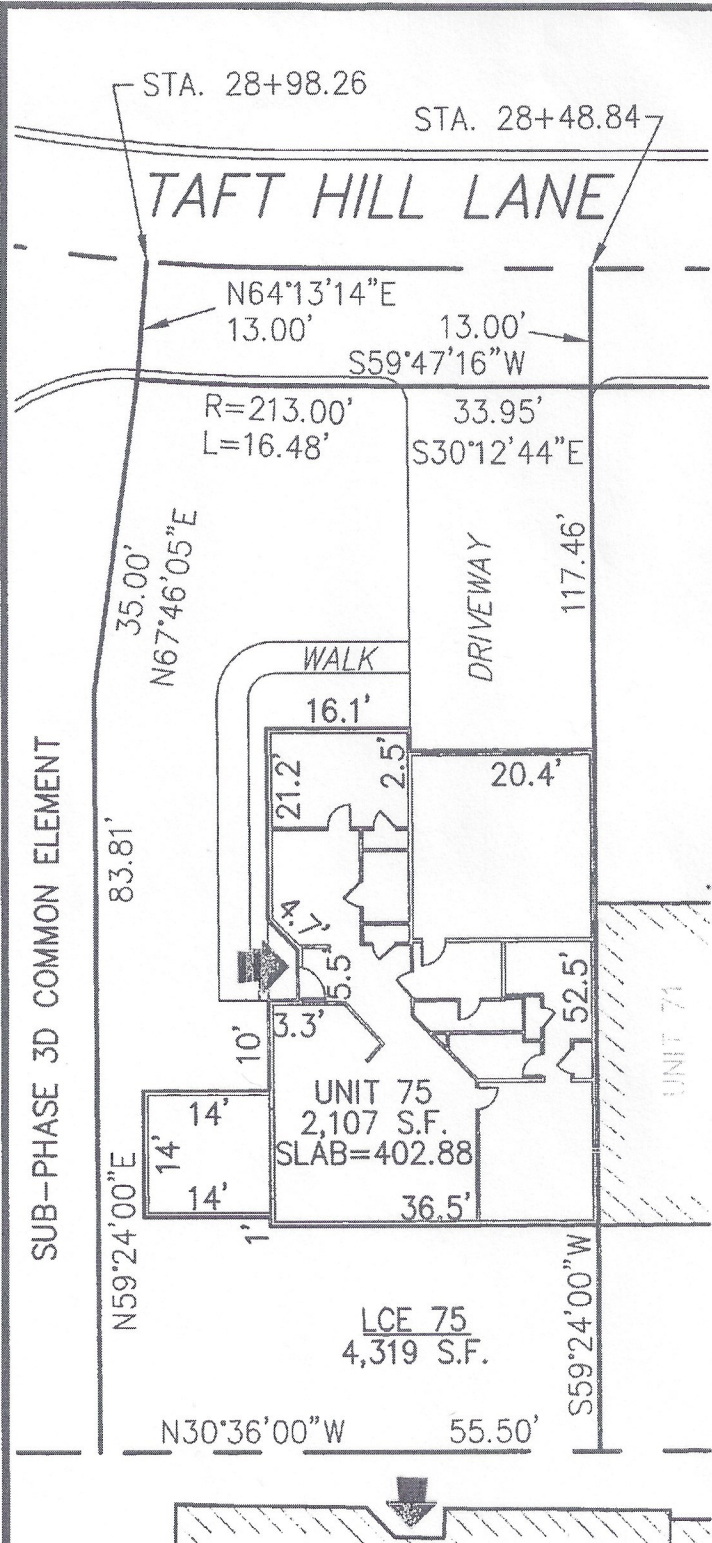 STA. 28+98.26
STA. 28+48.84
TAFT HILL LANE
N64°13'14"E
13.00'
13.00'
S59°47'16"W
R=213.00'
L=16.48'
33.95'
S30°12'44"E
35.00'
N67°46'05"E
117.46'
DRIVEWAY
WALK
16.1'
21.2'
2.5'
20.4'
SUB-PHASE 3D COMMON ELEMENT
83.81'
4.7'
5.5'
3.3'
52.5'
UNIT 71
10'
UNIT 75
2,107 S.F.
SLAB=402.88
14'
14'
14'
36.5'
1'
N59°24'00"E
S59°24'00"W
LCE 75
4,319 S.F.
N30°36'00"W
55.50'